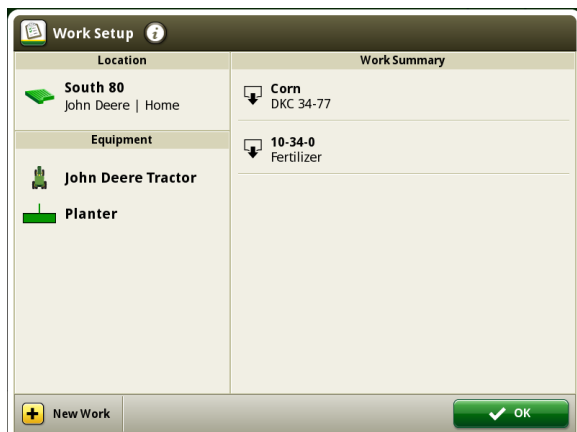 Work Setup i
Location
South 80
John Deere | Home
Equipment
John Deere Tractor
Planter
Work Summary
Corn
DKC 34-77
10-34-0
Fertilizer
New Work
OK